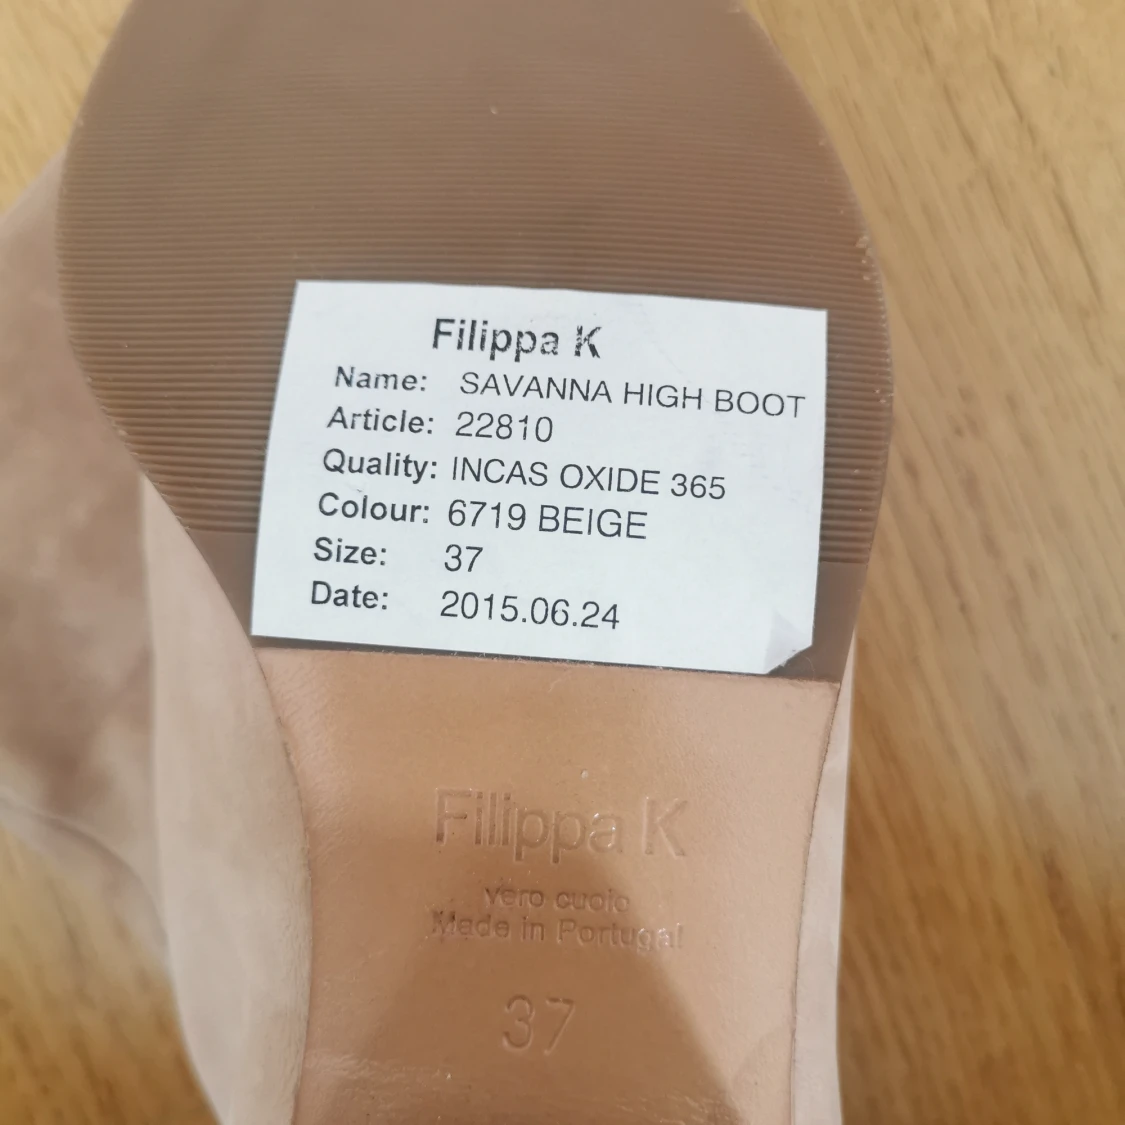 Filippa K
Name: SAVANNA HIGH BOOT
Article: 22810
Quality: INCAS OXIDE 365
Colour: 6719 BEIGE
Size: 37
Date: 2015.06.24
Filippa K
vero cuoio
Made in Portugal
37